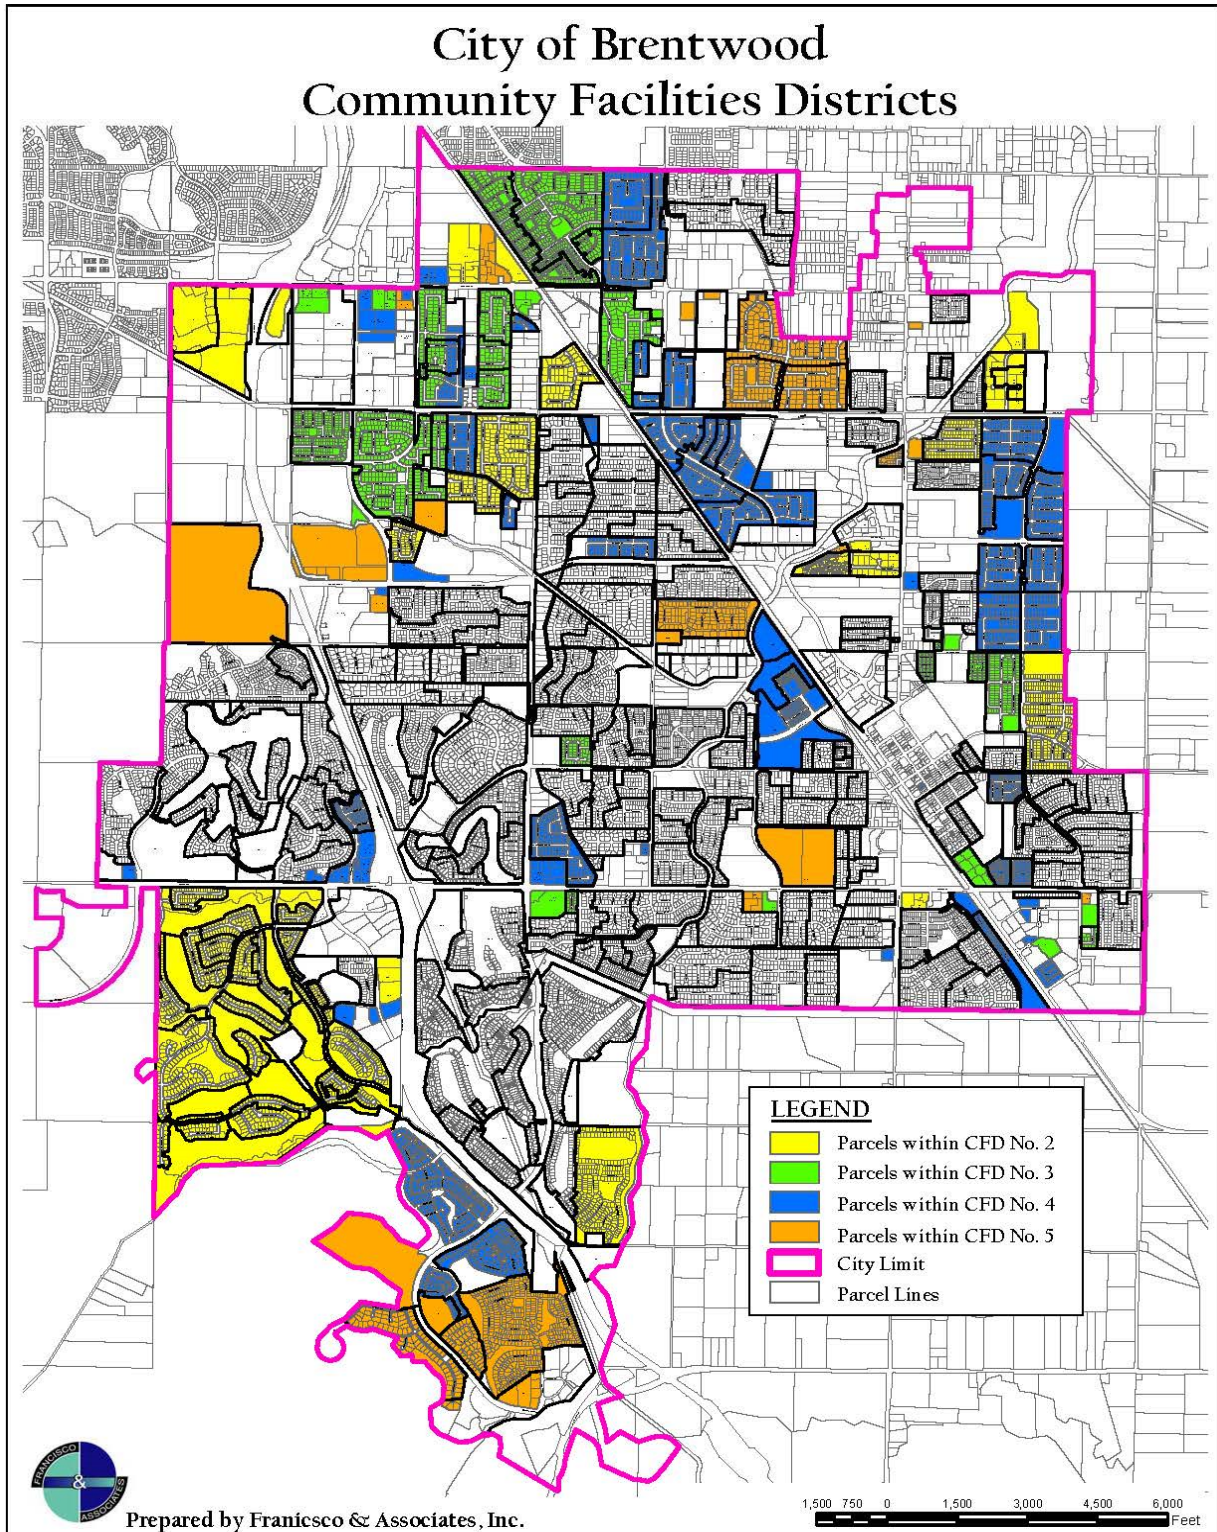 City of Brentwood
Community Facilities Districts
LEGEND
Parcels within CFD No. 2
Parcels within CFD No. 3
Parcels within CFD No. 4
Parcels within CFD No. 5
City Limit
Parcel Lines
FRANCISCO
&
ASSOCIATES
Prepared by Franicsco & Associates, Inc.
1,500 750 0 1,500 3,000 4,500 6,000
Feet